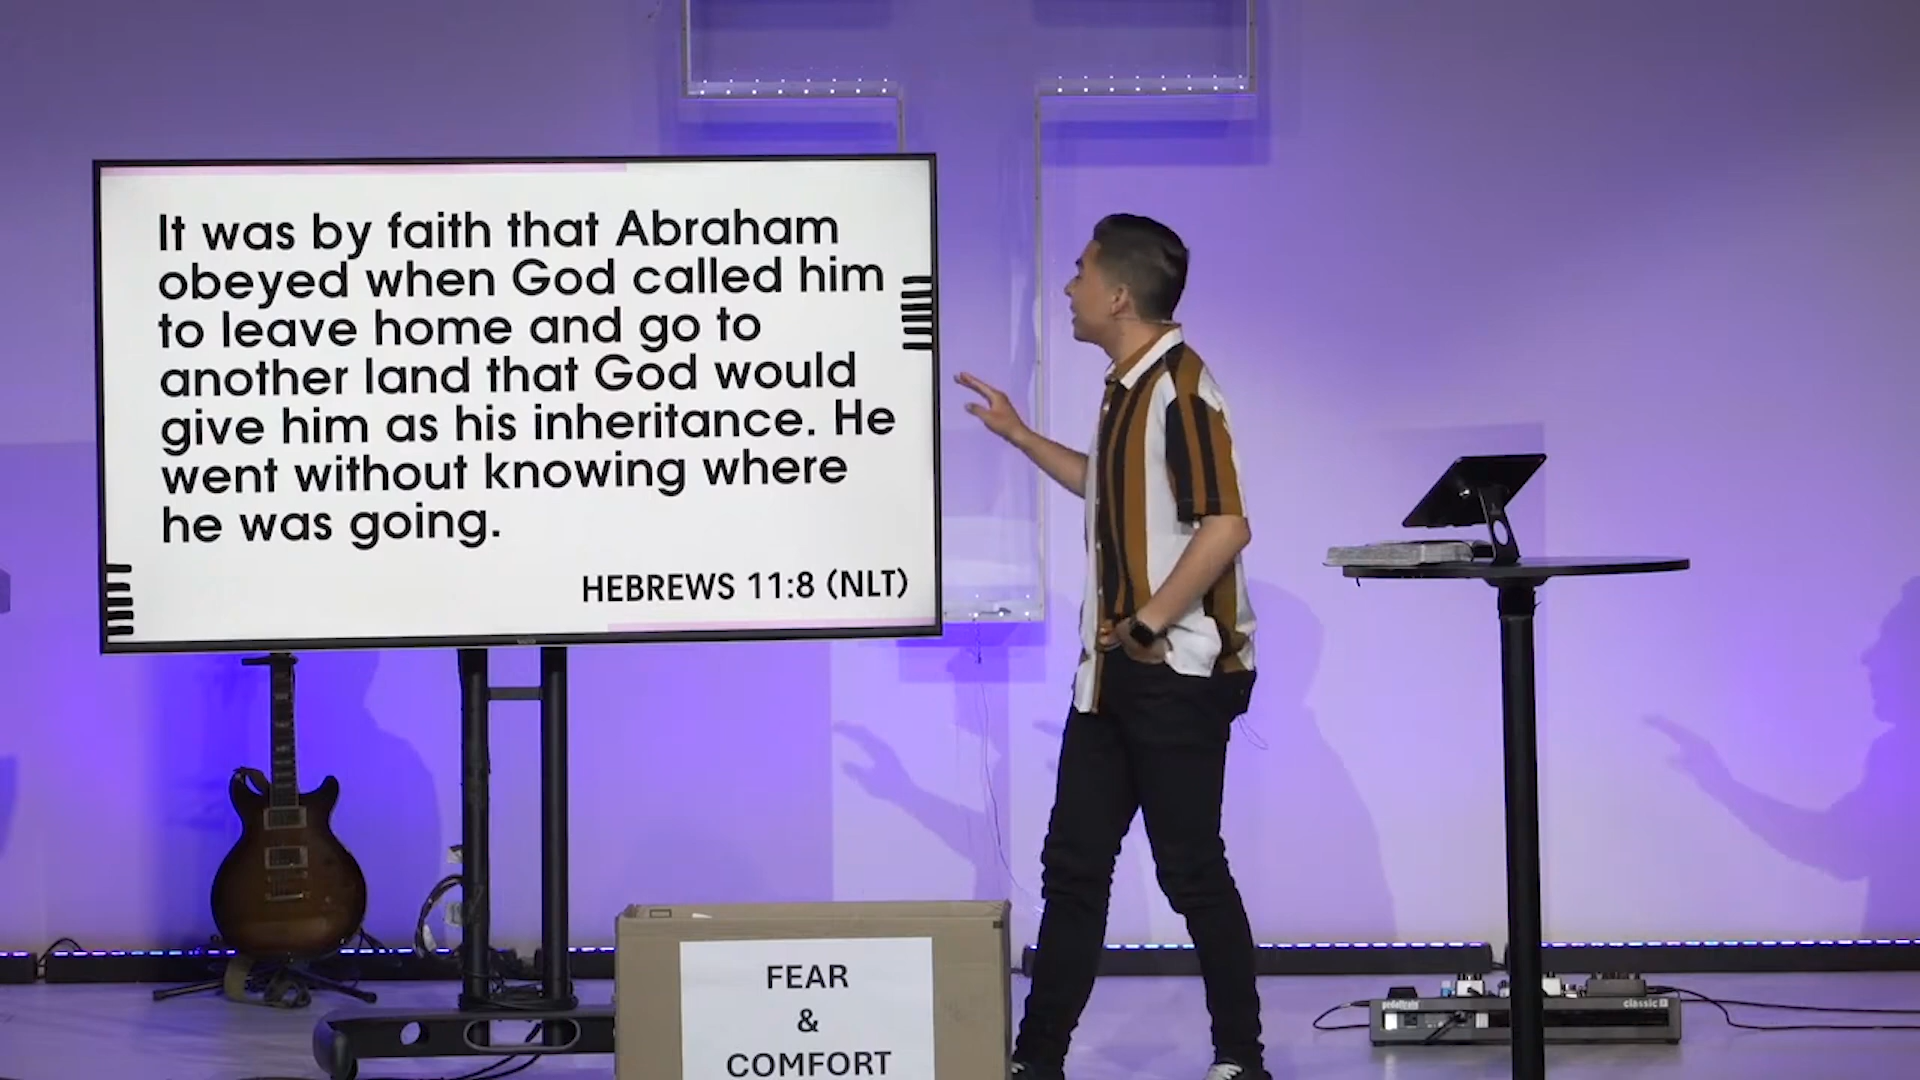 It was by faith that Abraham
obeyed when God called him
to leave home and go to
another land that God would
give him as his inheritance. He
went without knowing where
he was going.
HEBREWS 11:8 (NLT)
FEAR
&
COMFORT
pedaltrain
classic